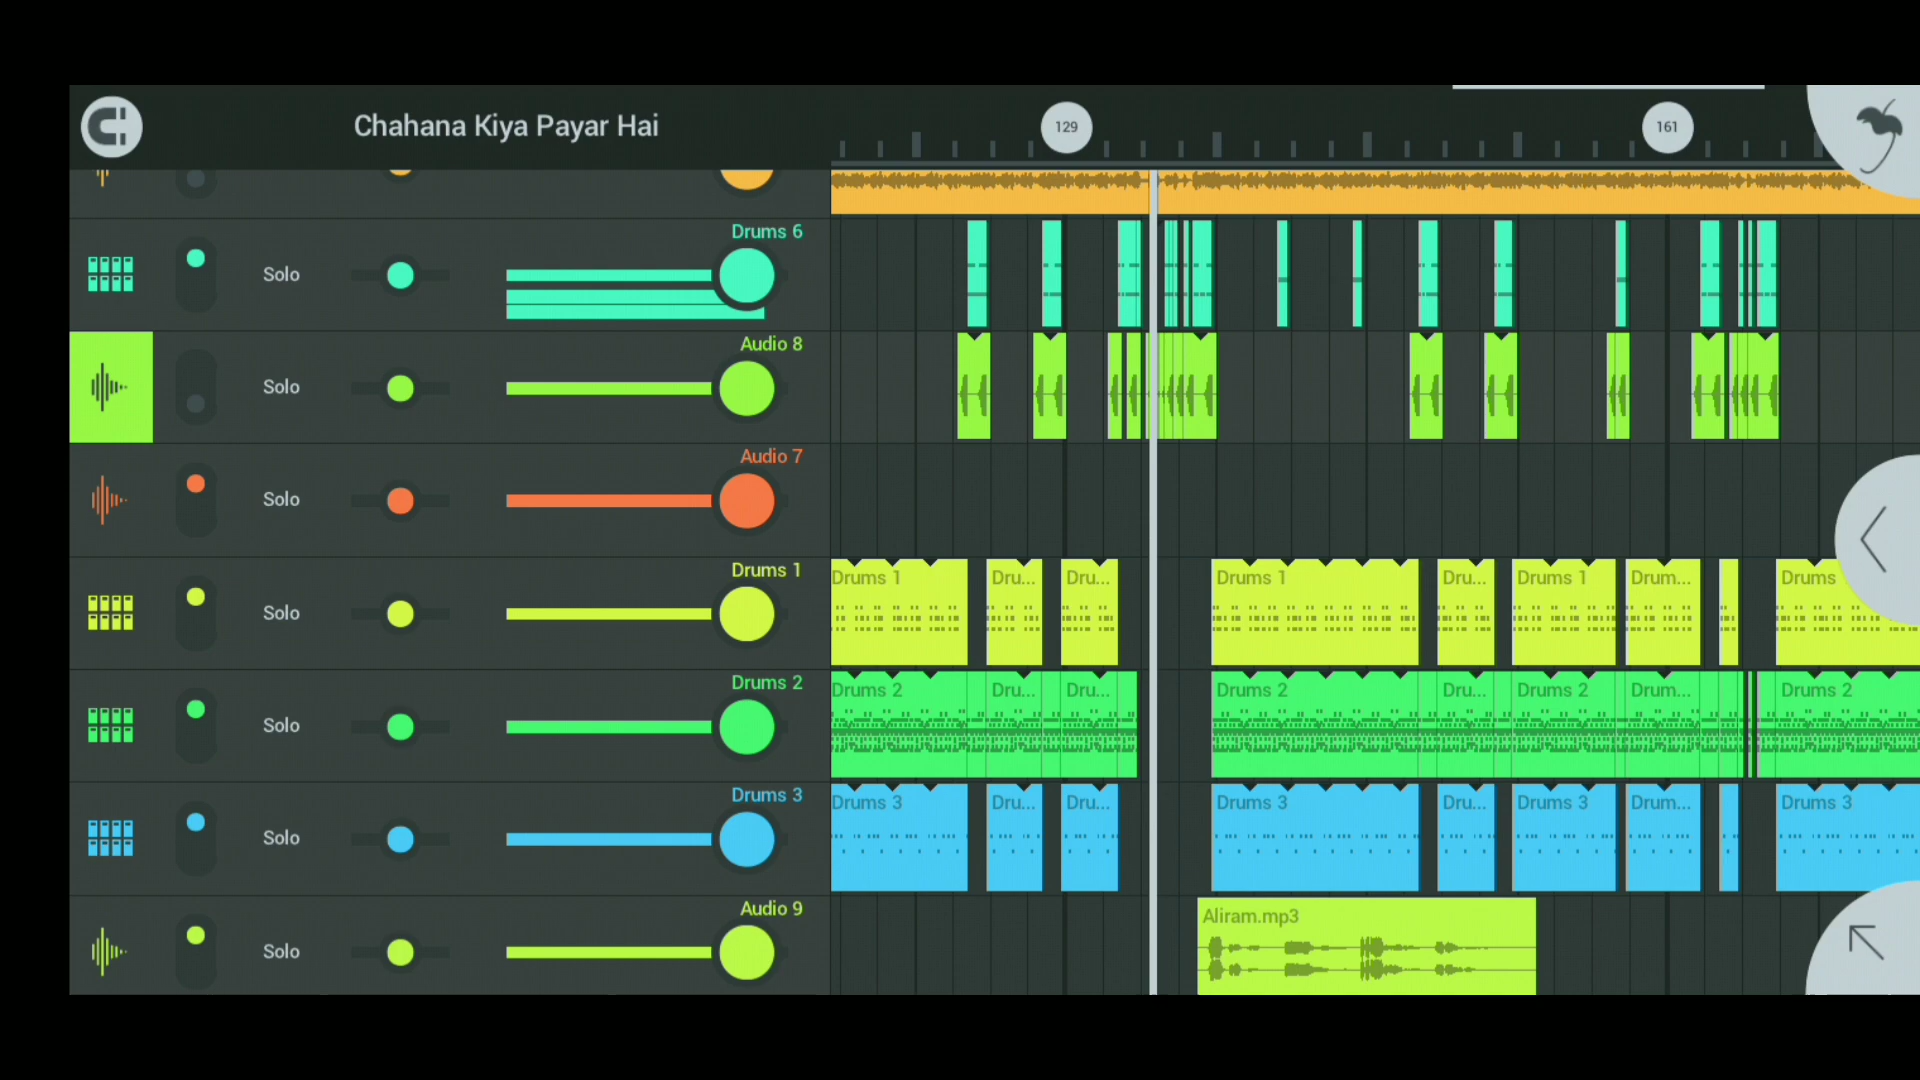 Chahana Kiya Payar Hai
129
161
Drums 6
Solo
Audio 8
Solo
Audio 7
Solo
Drums 1
Solo
Drums 1
Dru...
Dru...
Drums 1
Dru...
Drums 1
Drum...
Drums
Drums 2
Solo
Drums 2
Dru...
Dru...
Drums 2
Dru...
Drums 2
Drum...
Drums 2
Drums 3
Solo
Drums 3
Dru...
Dru...
Drums 3
Dru...
Drums 3
Drum...
Drums 3
Audio 9
Solo
Aliram.mp3